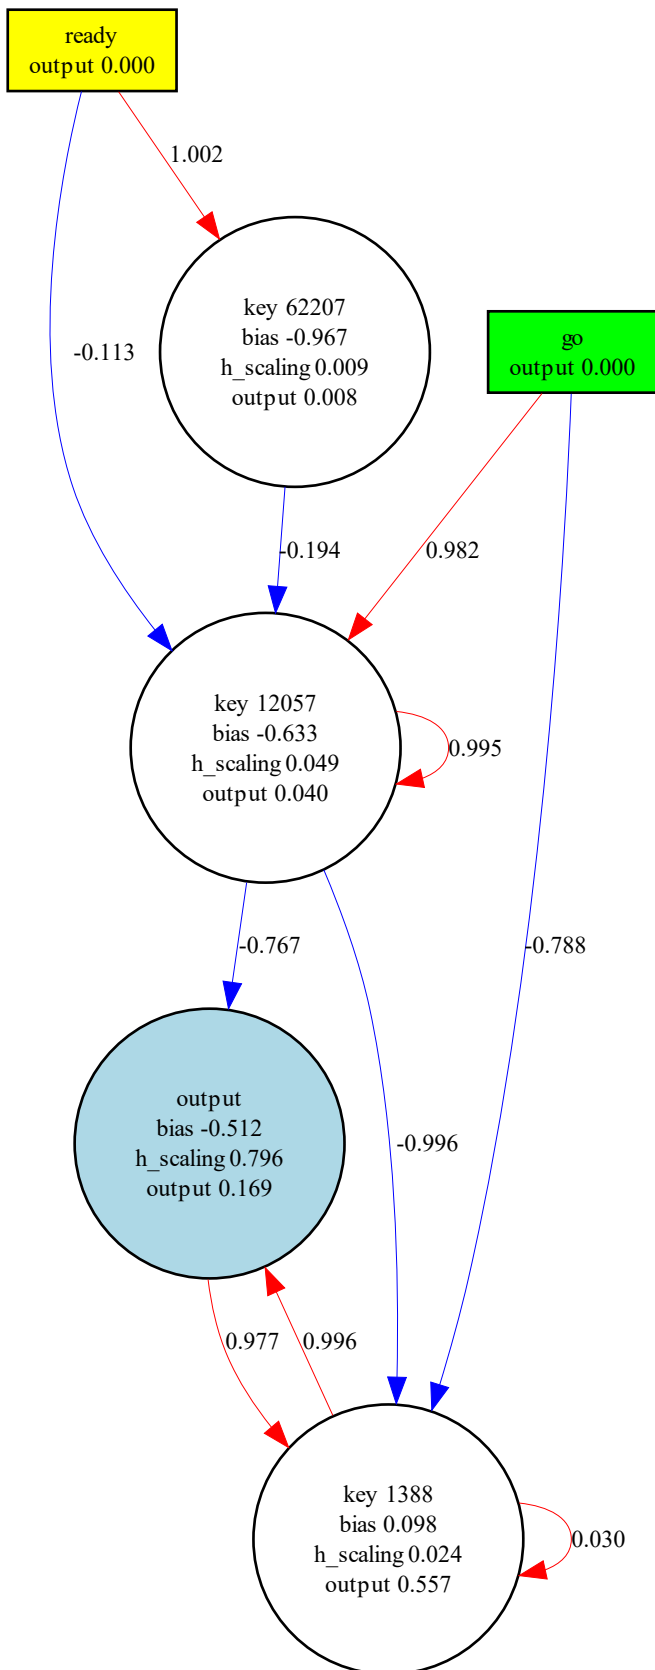 ready
output 0.000
1.002
key 62207
bias -0.967
h_scaling 0.009
output 0.008
go
output 0.000
-0.113
-0.194
0.982
key 12057
bias -0.633
h_scaling 0.049
output 0.040
0.995
-0.767
-0.788
output
bias -0.512
h_scaling 0.796
output 0.169
-0.996
0.977
0.996
key 1388
bias 0.098
h_scaling 0.024
output 0.557
0.030